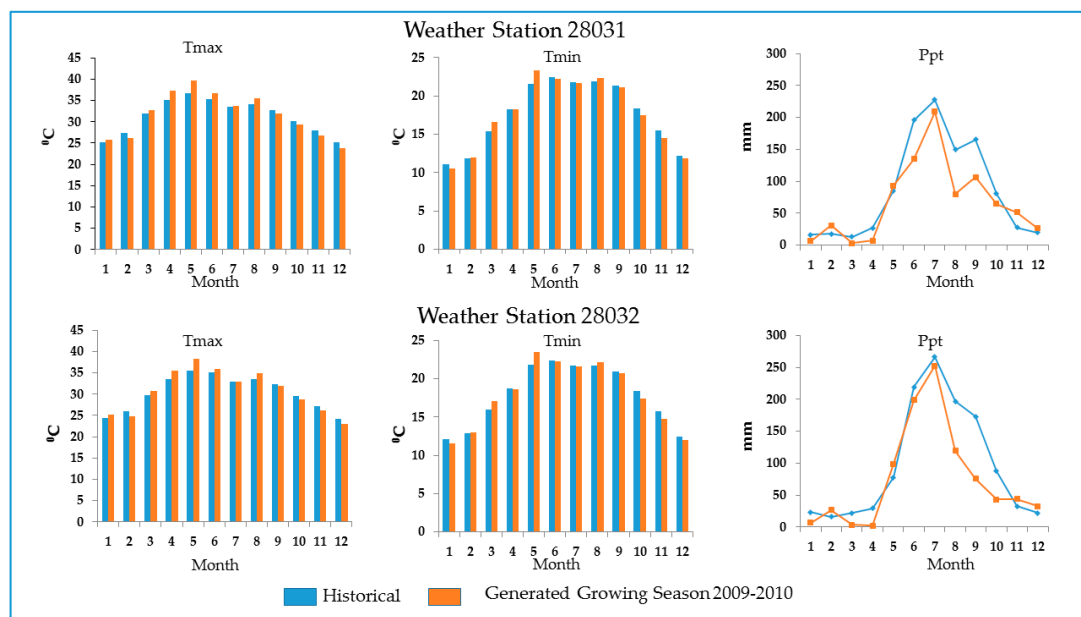 Weather Station 28031
Tmax
Tmin
Ppt
45
40
35
30
25
20
15
10
5
0
⁰C
1 2 3 4 5 6 7 8 9 10 11 12
Month
25
20
15
10
5
0
⁰C
1 2 3 4 5 6 7 8 9 10 11 12
Month
300
250
200
150
100
50
0
mm
1 2 3 4 5 6 7 8 9 10 11 12
Month
Weather Station 28032
Tmax
Tmin
Ppt
45
40
35
30
25
20
15
10
5
0
⁰C
1 2 3 4 5 6 7 8 9 10 11 12
Month
25
20
15
10
5
0
⁰C
1 2 3 4 5 6 7 8 9 10 11 12
Month
300
250
200
150
100
50
0
mm
1 2 3 4 5 6 7 8 9 10 11 12
Month
Historical
Generated Growing Season 2009-2010